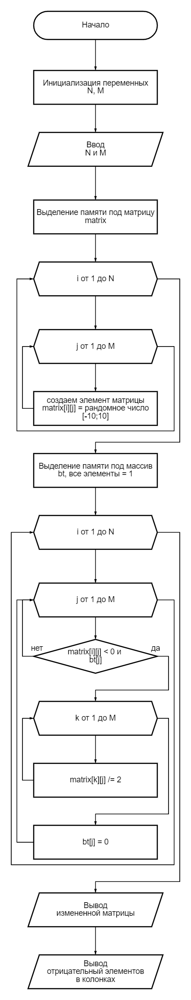 Начало
Инициализация переменных
N, M
Ввод
N и M
Выделение памяти под матрицу
matrix
i от 1 до N
j от 1 до M
создаем элемент матрицы
matrix[i][j] = рандомное число
[-10;10]
Выделение памяти под массив
bt, все элементы = 1
i от 1 до N
j от 1 до M
нет
да
matrix[i][j] < 0 и
bt[j]
k от 1 до M
matrix[k][j] /= 2
bt[j] = 0
Вывод
измененной матрицы
Вывод
отрицательный элементов
в колонках